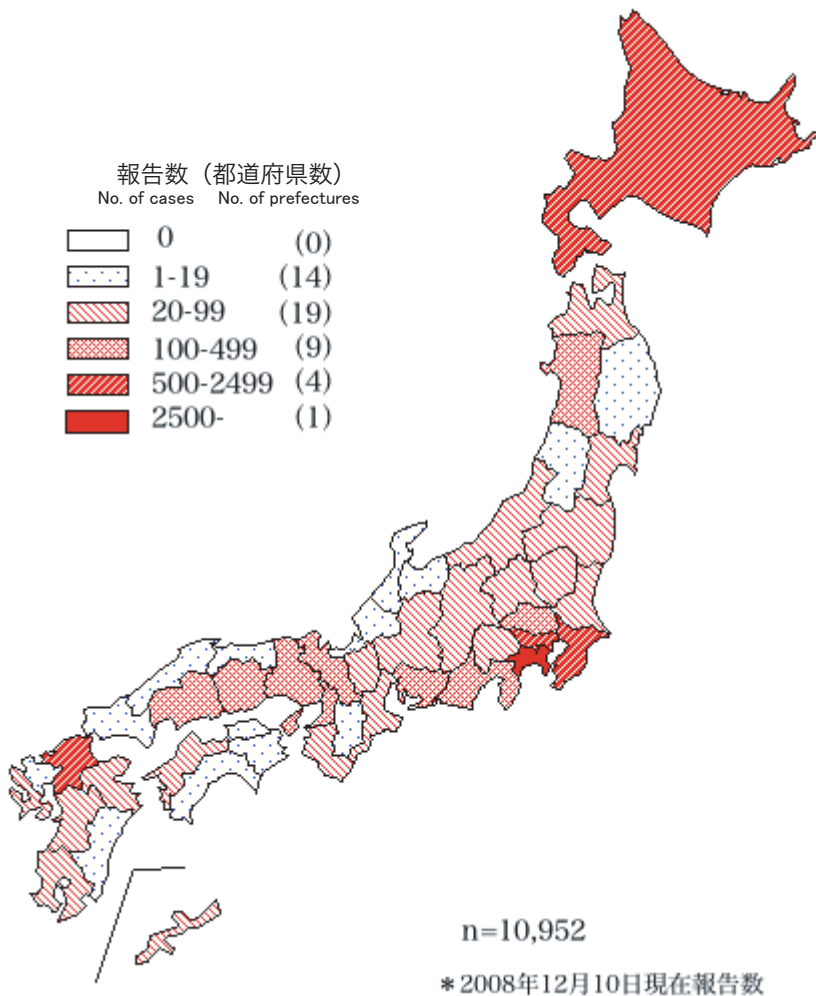 報告数（都道府県数）
No. of cases No. of prefectures
0 (0)
1-19 (14)
20-99 (19)
100-499 (9)
500-2499 (4)
2500- (1)
n=10,952
＊2008年12月10日現在報告数